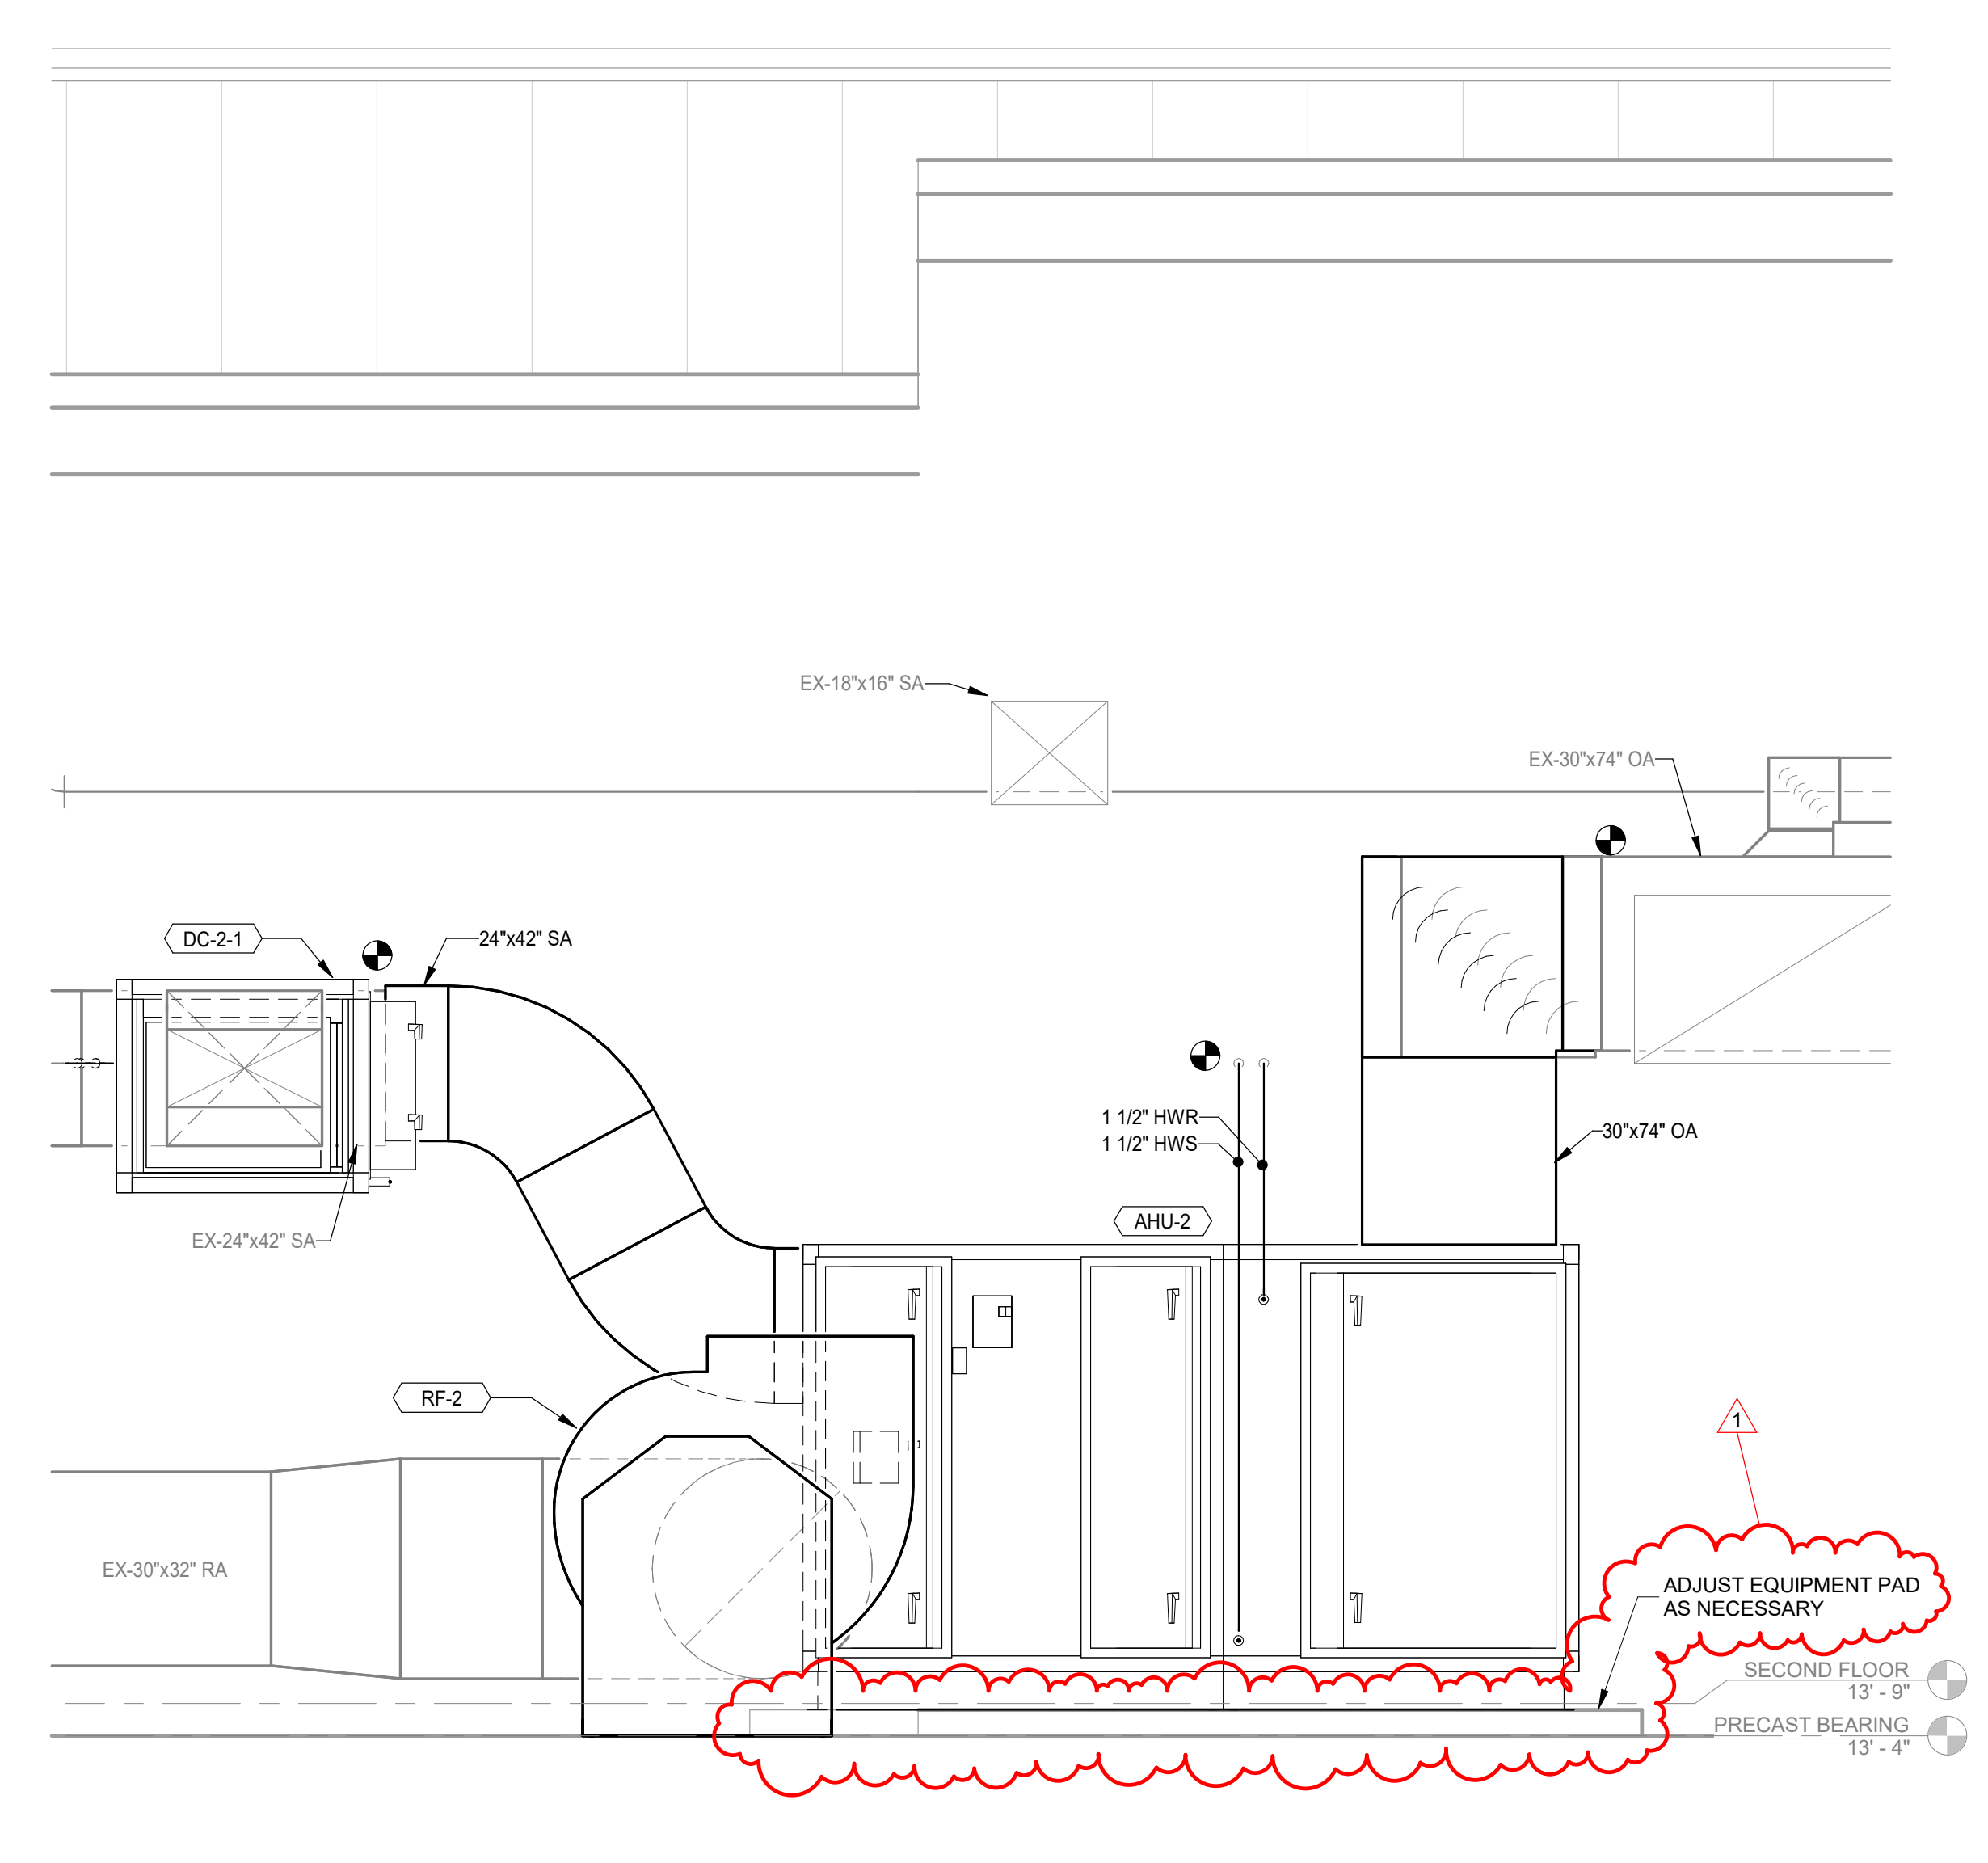 EX-18"x16" SA
EX-30"x74" OA
DC-2-1
24"x42" SA
1 1/2" HWR
1 1/2" HWS
30"x74" OA
AHU-2
EX-24"x42" SA
RF-2
1
EX-30"x32" RA
ADJUST EQUIPMENT PAD
AS NECESSARY
SECOND FLOOR
13' - 9"
PRECAST BEARING
13' - 4"